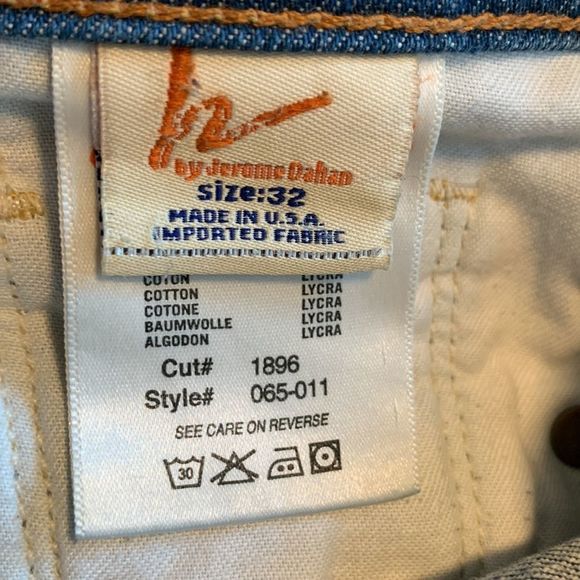 by Jerome Dahan
size:32
MADE IN U.S.A.
IMPORTED FABRIC
COTON LYCRA
COTTON LYCRA
COTONE LYCRA
BAUMWOLLE LYCRA
ALGODON LYCRA
Cut# 1896
Style# 065-011
SEE CARE ON REVERSE
30